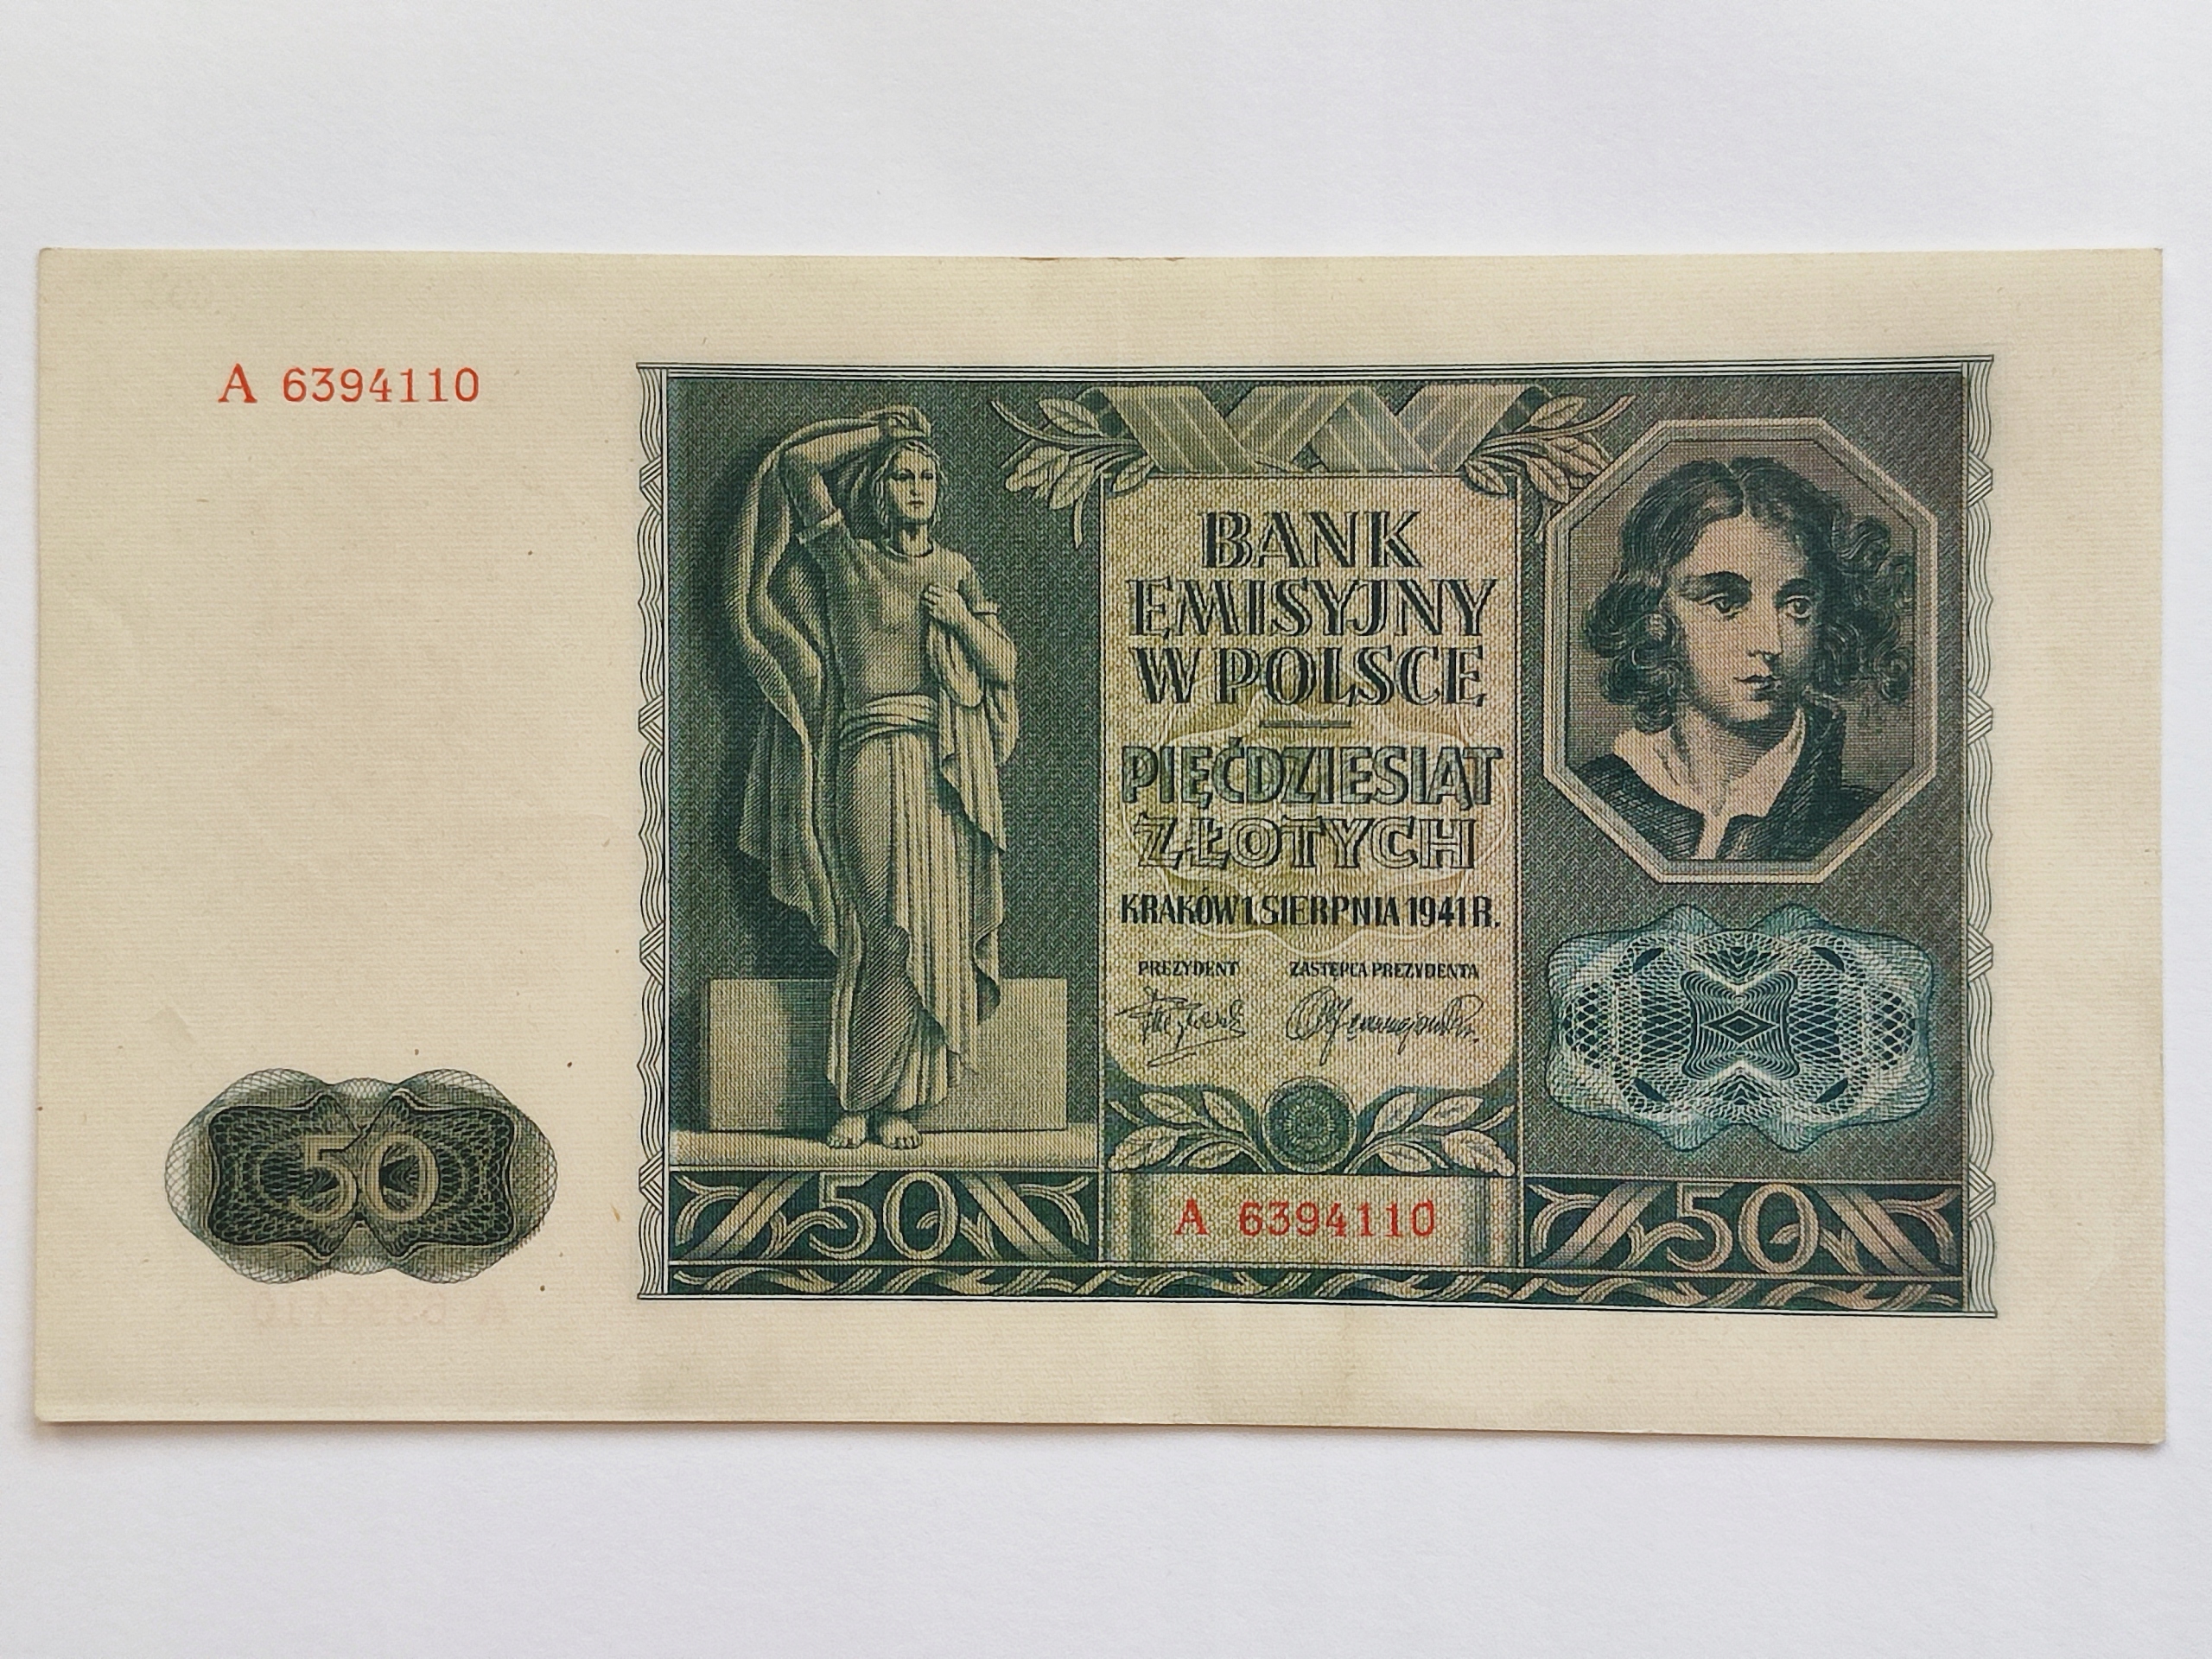 A 6394110
BANK
EMISYJNY
W POLSCE
PIĘĆDZIESIĄT
ZŁOTYCH
KRAKÓW 1. SIERPNIA 1941 R.
PREZYDENT ZASTĘPCA PREZYDENTA
50
50
A 6394110
50